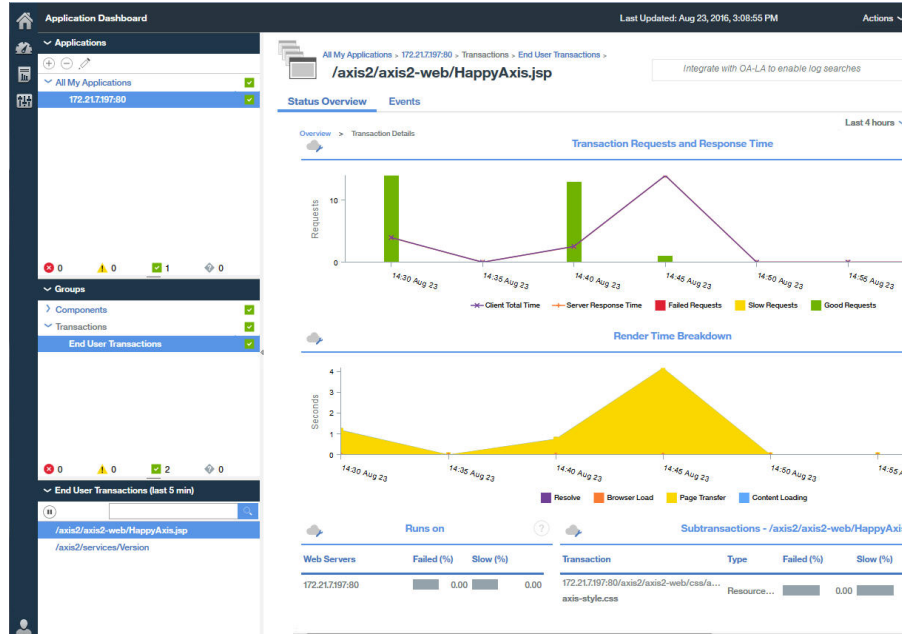 Application Dashboard
Last Updated: Aug 23, 2016, 3:08:55 PM
Actions
Applications
All My Applications
172.21.7.197:80
0
0
1
0
Groups
Components
Transactions
End User Transactions
0
0
2
0
End User Transactions (last 5 min)
/axis2/axis2-web/HappyAxis.jsp
/axis2/services/Version
All My Applications > 172.21.7.197:80 > Transactions > End User Transactions >
/axis2/axis2-web/HappyAxis.jsp
Integrate with OA-LA to enable log searches
Status Overview Events
Last 4 hours
Overview > Transaction Details
Transaction Requests and Response Time
Requests
10
0
14:30 Aug 23
14:35 Aug 23
14:40 Aug 23
14:45 Aug 23
14:50 Aug 23
14:55 Aug 23
Client Total Time Server Response Time Failed Requests Slow Requests Good Requests
Render Time Breakdown
Seconds
4
3
2
1
0
14:30 Aug 23
14:35 Aug 23
14:40 Aug 23
14:45 Aug 23
14:50 Aug 23
14:55 A
Resolve Browser Load Page Transfer Content Loading
Runs on ?
Web Servers Failed (%) Slow (%)
172.21.7.197:80 0.00 0.00
Subtransactions - /axis2/axis2-web/HappyAxis
Transaction Type Failed (%) Slow (%)
172.21.7.197:80/axis2/axis2-web/css/a...
axis-style.css Resource... 0.00